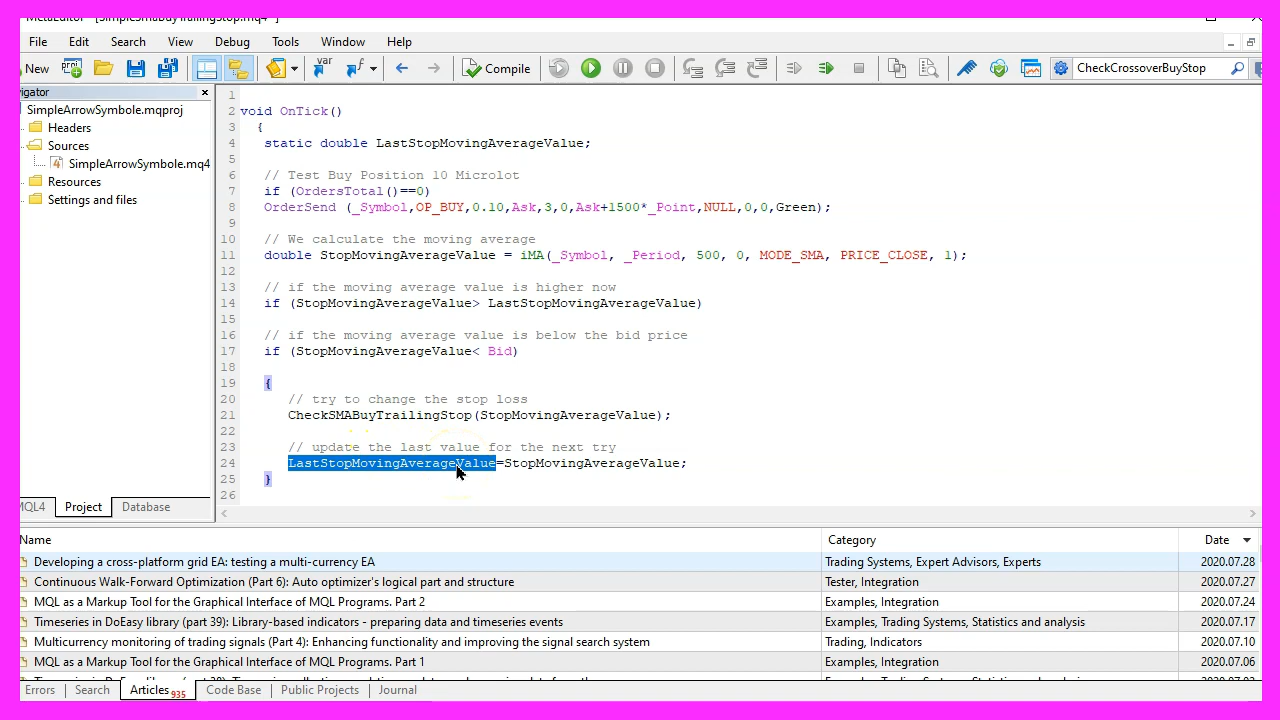 MetaEditor - [SimpleSmaBuyTrailingStop.mq4 *]
File Edit Search View Debug Tools Window Help
New var Compile CheckCrossoverBuyStop
vigator
SimpleArrowSymbole.mqproj
Headers
Sources
SimpleArrowSymbole.mq4
Resources
Settings and files
MQL4 Project Database
1
2 void OnTick()
3 {
4 static double LastStopMovingAverageValue;
5
6 // Test Buy Position 10 Microlot
7 if (OrdersTotal()==0)
8 OrderSend (_Symbol,OP_BUY,0.10,Ask,3,0,Ask+1500*_Point,NULL,0,0,Green);
9
10 // We calculate the moving average
11 double StopMovingAverageValue = iMA(_Symbol, _Period, 500, 0, MODE_SMA, PRICE_CLOSE, 1);
12
13 // if the moving average value is higher now
14 if (StopMovingAverageValue> LastStopMovingAverageValue)
15
16 // if the moving average value is below the bid price
17 if (StopMovingAverageValue< Bid)
18
19 {
20 // try to change the stop loss
21 CheckSMABuyTrailingStop(StopMovingAverageValue);
22
23 // update the last value for the next try
24 LastStopMovingAverageValue=StopMovingAverageValue;
25 }
26
Name Category Date
Developing a cross-platform grid EA: testing a multi-currency EA Trading Systems, Expert Advisors, Experts 2020.07.28
Continuous Walk-Forward Optimization (Part 6): Auto optimizer's logical part and structure Tester, Integration 2020.07.27
MQL as a Markup Tool for the Graphical Interface of MQL Programs. Part 2 Examples, Integration 2020.07.24
Timeseries in DoEasy library (part 39): Library-based indicators - preparing data and timeseries events Examples, Trading Systems, Statistics and analysis 2020.07.17
Multicurrency monitoring of trading signals (Part 4): Enhancing functionality and improving the signal search system Trading, Indicators 2020.07.10
MQL as a Markup Tool for the Graphical Interface of MQL Programs. Part 1 Examples, Integration 2020.07.06
Errors Search Articles 935 Code Base Public Projects Journal